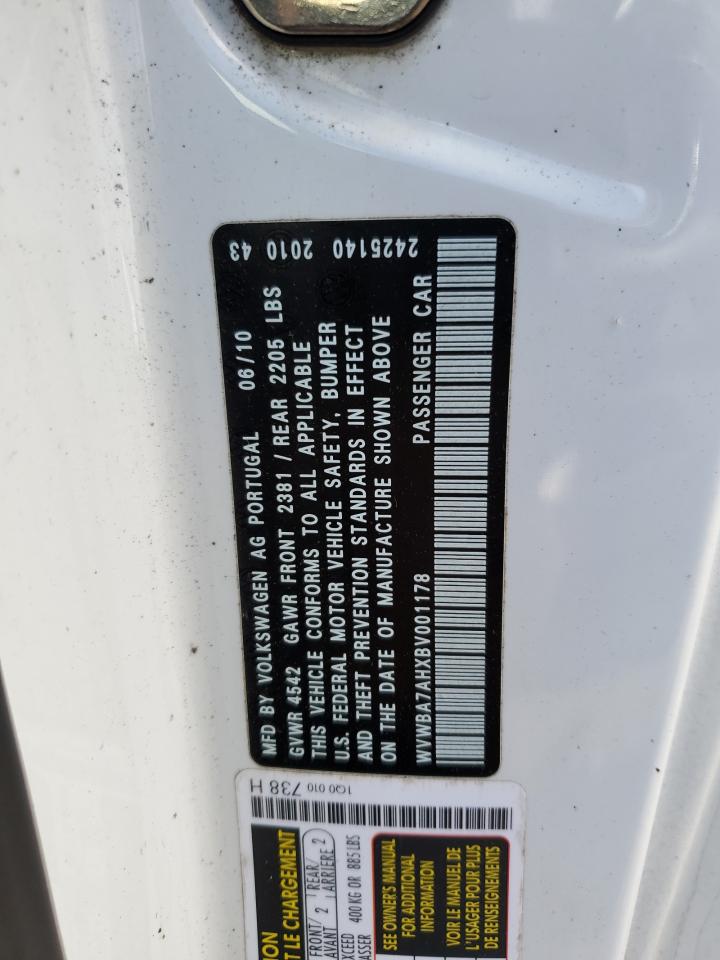 MFD BY VOLKSWAGEN AG PORTUGAL 06/10 43
GVWR 4542 GAWR FRONT 2381 / REAR 2205 LBS 2010
THIS VEHICLE CONFORMS TO ALL APPLICABLE
U.S. FEDERAL MOTOR VEHICLE SAFETY, BUMPER 2425140
AND THEFT PREVENTION STANDARDS IN EFFECT
ON THE DATE OF MANUFACTURE SHOWN ABOVE
WVWBA7AHXBV001178 PASSENGER CAR
1Q0 010 738 H
T LE CHARGEMENT
FRONT/ 2 REAR/
AVANT 2 ARRIÈRE 2
400 KG OR 885 LBS
SEE OWNER'S MANUAL
FOR ADDITIONAL
INFORMATION
VOIR LE MANUEL DE
L'USAGER POUR PLUS
DE RENSEIGNEMENTS